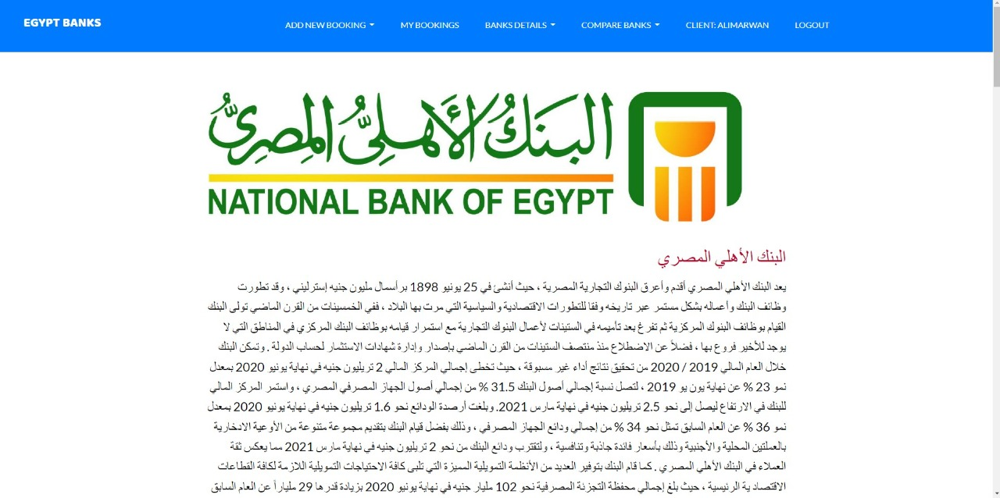 EGYPT BANKS
ADD NEW BOOKING
MY BOOKINGS
BANKS DETAILS
COMPARE BANKS
CLIENT: ALIMARWAN
LOGOUT
البنك الأهلي المصري
NATIONAL BANK OF EGYPT
البنك الأهلي المصري
يعد البنك الأهلي المصري أقدم وأعرق البنوك التجارية المصرية ، حيث أنشئ في 25 يونيو 1898 برأسمال مليون جنيه إسترليني ، وقد تطورت
وظائف البنك وأعماله بشكل مستمر عبر تاريخه وفقا للتطورات الاقتصادية والسياسية التي مرت بها البلاد ، ففي الخمسينات من القرن الماضي تولى البنك
القيام بوظائف البنوك المركزية ثم تفرغ بعد تأميمه في الستينات لأعمال البنوك التجارية مع استمرار قيامه بوظائف البنك المركزي في المناطق التي لا
يوجد للأخير فروع بها ، فضلاً عن الاضطلاع منذ منتصف الستينات من القرن الماضي بإصدار وإدارة شهادات الاستثمار لحساب الدولة . وتمكن البنك
خلال العام المالي 2019 / 2020 من تحقيق نتائج أداء غير مسبوقة ، حيث تخطى إجمالي المركز المالي 2 تريليون جنيه في نهاية يونيو 2020 بمعدل
نمو 23 % عن نهاية يون يو 2019 ، لتصل نسبة إجمالي أصول البنك 31.5 % من إجمالي أصول الجهاز المصرفي المصري ، واستمر المركز المالي
للبنك في الارتفاع ليصل إلى نحو 2.5 تريليون جنيه في نهاية مارس 2021. وبلغت أرصدة الودائع نحو 1.6 تريليون جنيه في نهاية يونيو 2020 بمعدل
نمو 36 % عن العام السابق تمثل نحو 34 % من إجمالي ودائع الجهاز المصرفي ، وذلك بفضل قيام البنك بتقديم مجموعة متنوعة من الأوعية الادخارية
بالعملتين المحلية والأجنبية وذلك بأسعار فائدة جاذبة وتنافسية ، ولتقترب ودائع البنك من نحو 2 تريليون جنيه في نهاية مارس 2021 مما يعكس ثقة
العملاء في البنك الأهلي المصري . كما قام البنك بتوفير العديد من الأنظمة التمويلية المميزة التي تلبى كافة الاحتياجات التمويلية اللازمة لكافة القطاعات
الاقتصاد ية الرئيسية ، حيث بلغ إجمالي محفظة التجزئة المصرفية نحو 102 مليار جنيه في نهاية يونيو 2020 بزيادة قدرها 29 ملياراً عن العام السابق